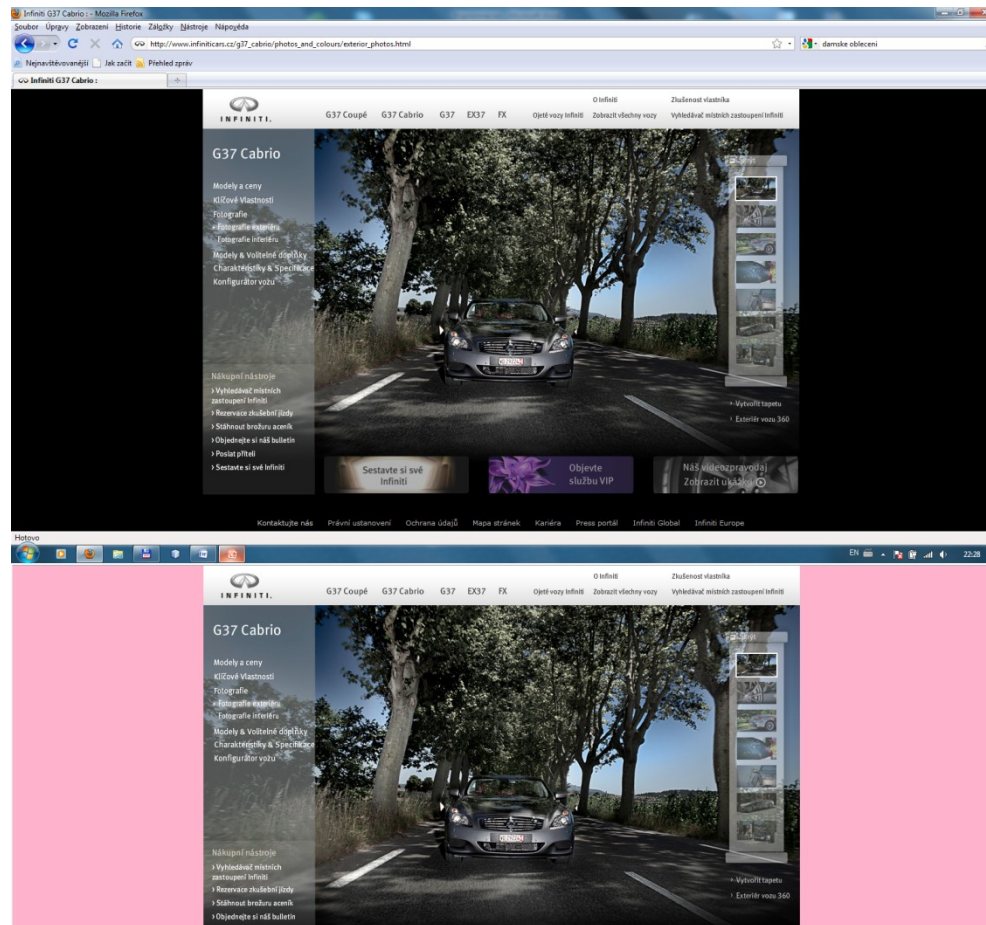 Infiniti G37 Cabrio : - Mozilla Firefox
Soubor Úpravy Zobrazení Historie Záložky Nástroje Nápověda
http://www.infiniticars.cz/g37_cabrio/photos_and_colours/exterior_photos.html
damske obleceni
Nejnavštěvovanější Jak začít Přehled zpráv
Infiniti G37 Cabrio :
INFINITI.
O Infiniti Zkušenost vlastníka
G37 Coupé G37 Cabrio G37 EX37 FX Ojeté vozy Infiniti Zobrazit všechny vozy Vyhledávač místních zastoupení Infiniti
G37 Cabrio
Modely a ceny
Klíčové Vlastnosti
Fotografie
Fotografie exteriéru
Fotografie interiéru
Modely & Volitelné doplňky
Charakteristiky & Specifikace
Konfigurátor vozu
Nákupní nástroje
› Vyhledávač místních
zastoupení Infiniti
› Rezervace zkušební jízdy
› Stáhnout brožuru aceník
› Objednejte si náš bulletin
› Poslat příteli
› Sestavte si své Infiniti
› Vytvořit tapetu
› Exteriér vozu 360
Sestavte si své
Infiniti
Objevte
službu VIP
Náš videozpravodaj
Zobrazit ukázku
Kontaktujte nás Právní ustanovení Ochrana údajů Mapa stránek Kariéra Press portál Infiniti Global Infiniti Europe
Hotovo
EN 22:28
INFINITI.
O Infiniti Zkušenost vlastníka
G37 Coupé G37 Cabrio G37 EX37 FX Ojeté vozy Infiniti Zobrazit všechny vozy Vyhledávač místních zastoupení Infiniti
G37 Cabrio
Modely a ceny
Klíčové Vlastnosti
Fotografie
Fotografie exteriéru
Fotografie interiéru
Modely & Volitelné doplňky
Charakteristiky & Specifikace
Konfigurátor vozu
Nákupní nástroje
› Vyhledávač místních
zastoupení Infiniti
› Rezervace zkušební jízdy
› Stáhnout brožuru aceník
› Objednejte si náš bulletin
› Vytvořit tapetu
› Exteriér vozu 360